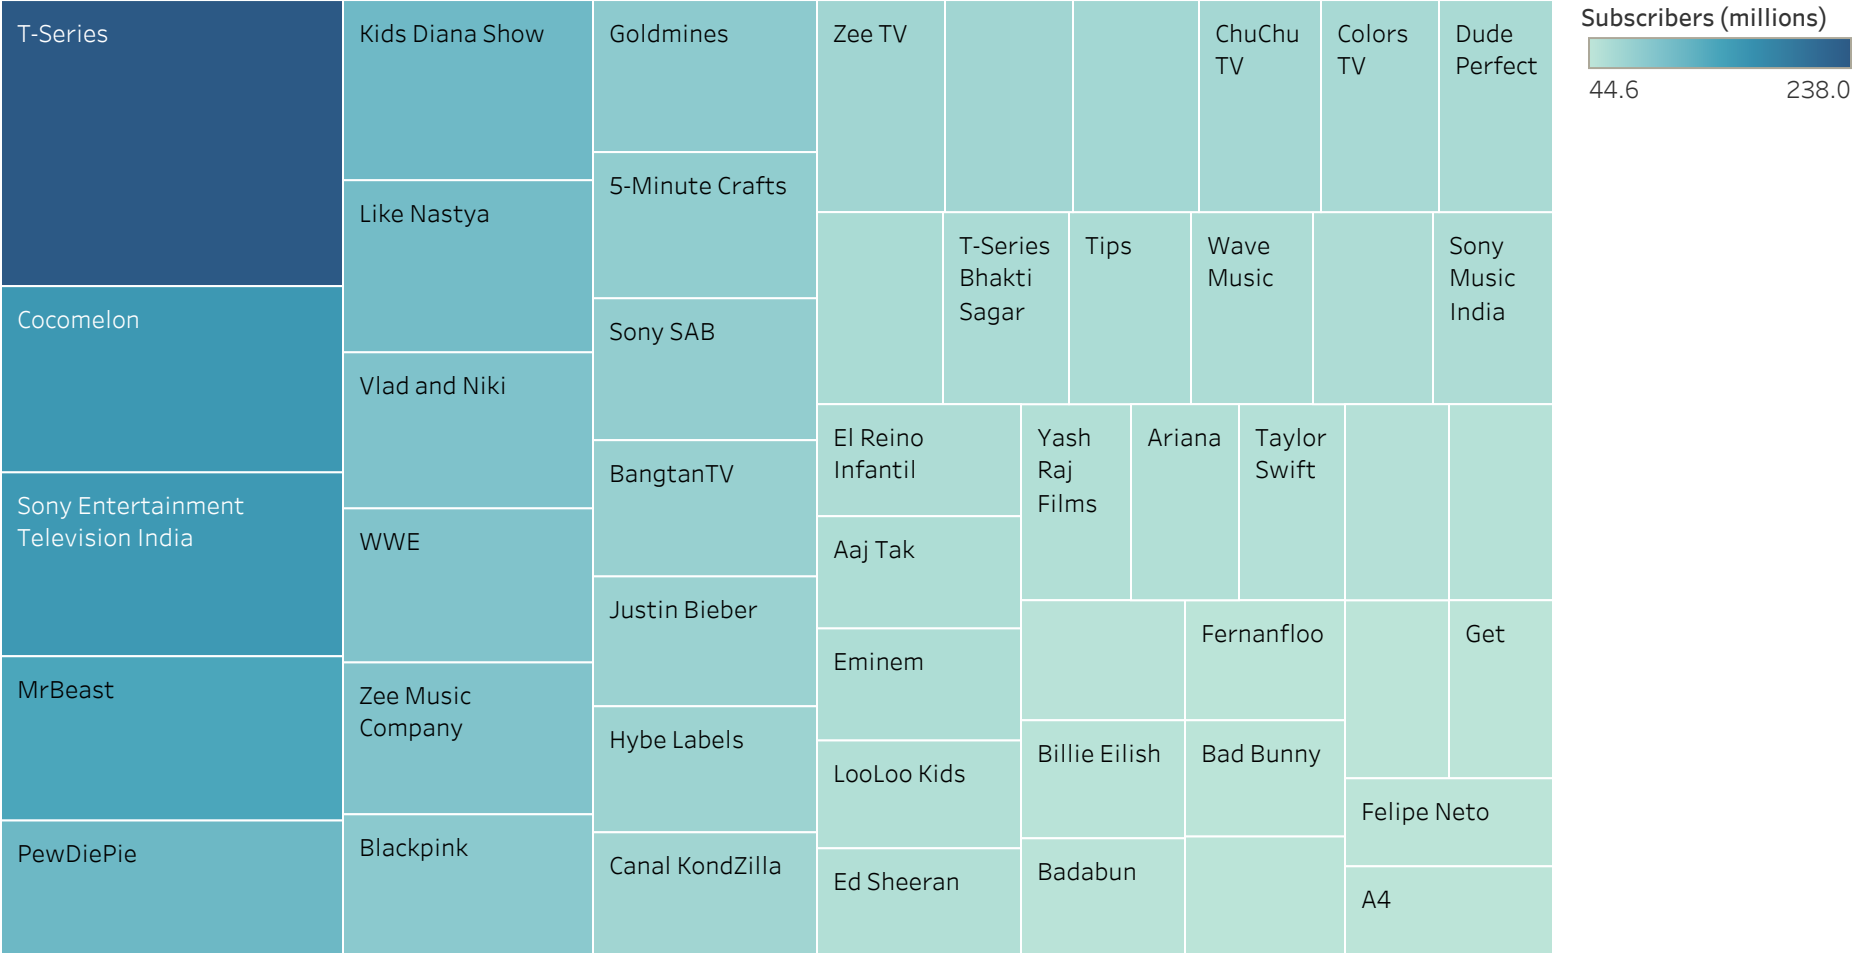 T-Series
Cocomelon
Sony Entertainment
Television India
MrBeast
PewDiePie
Kids Diana Show
Like Nastya
Vlad and Niki
WWE
Zee Music
Company
Blackpink
Goldmines
5-Minute Crafts
Sony SAB
BangtanTV
Justin Bieber
Hybe Labels
Canal KondZilla
Zee TV
ChuChu
TV
Colors
TV
Dude
Perfect
T-Series
Bhakti
Sagar
Tips
Wave
Music
Sony
Music
India
El Reino
Infantil
Aaj Tak
Eminem
LooLoo Kids
Ed Sheeran
Yash
Raj
Films
Ariana
Taylor
Swift
Fernanfloo
Get
Billie Eilish
Bad Bunny
Badabun
Felipe Neto
A4
Subscribers (millions)
44.6
238.0